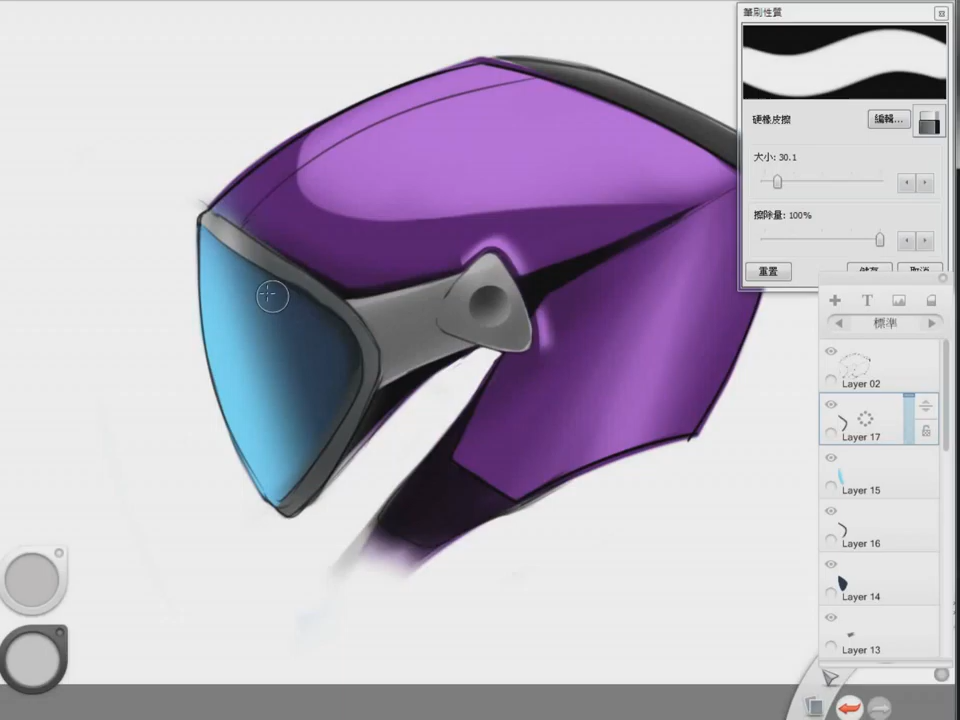 筆刷性質
硬橡皮擦
編輯...
大小: 30.1
擦除量: 100%
重置
T
標準
Layer 02
Layer 17
Layer 15
Layer 16
Layer 14
Layer 13